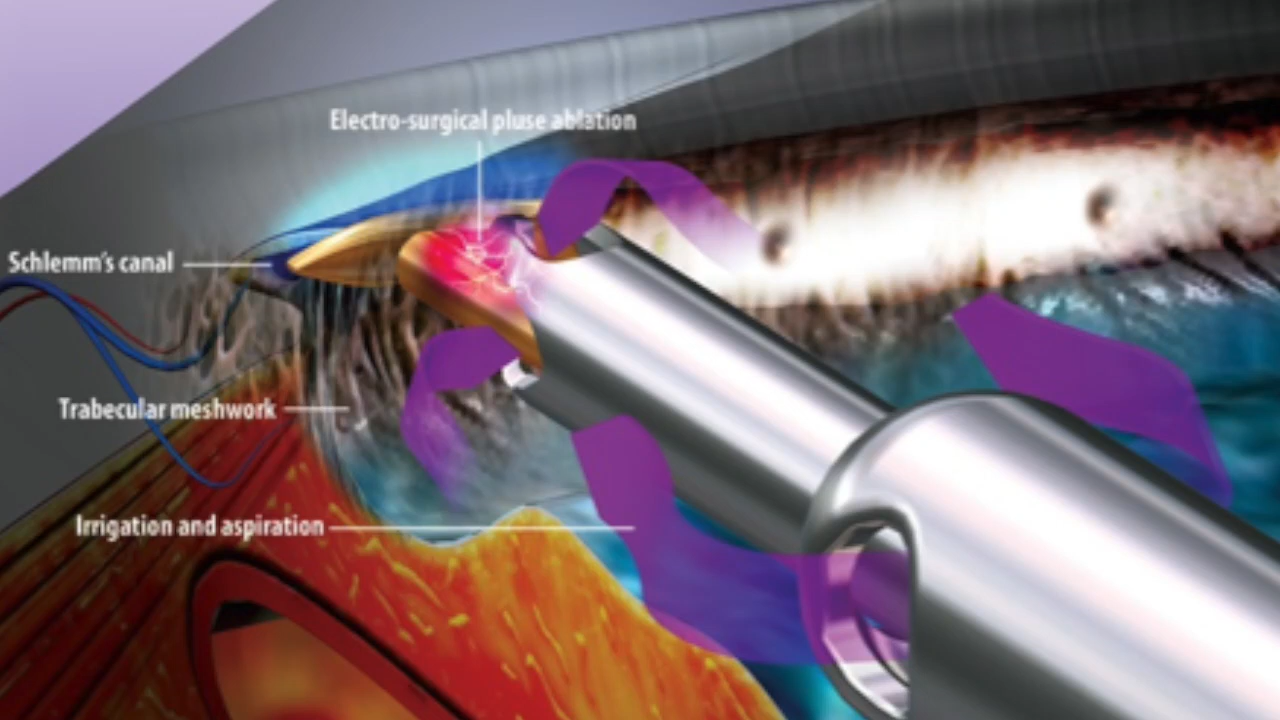 Electro-surgical pluse ablation
Schlemm's canal
Trabecular meshwork
Irrigation and aspiration